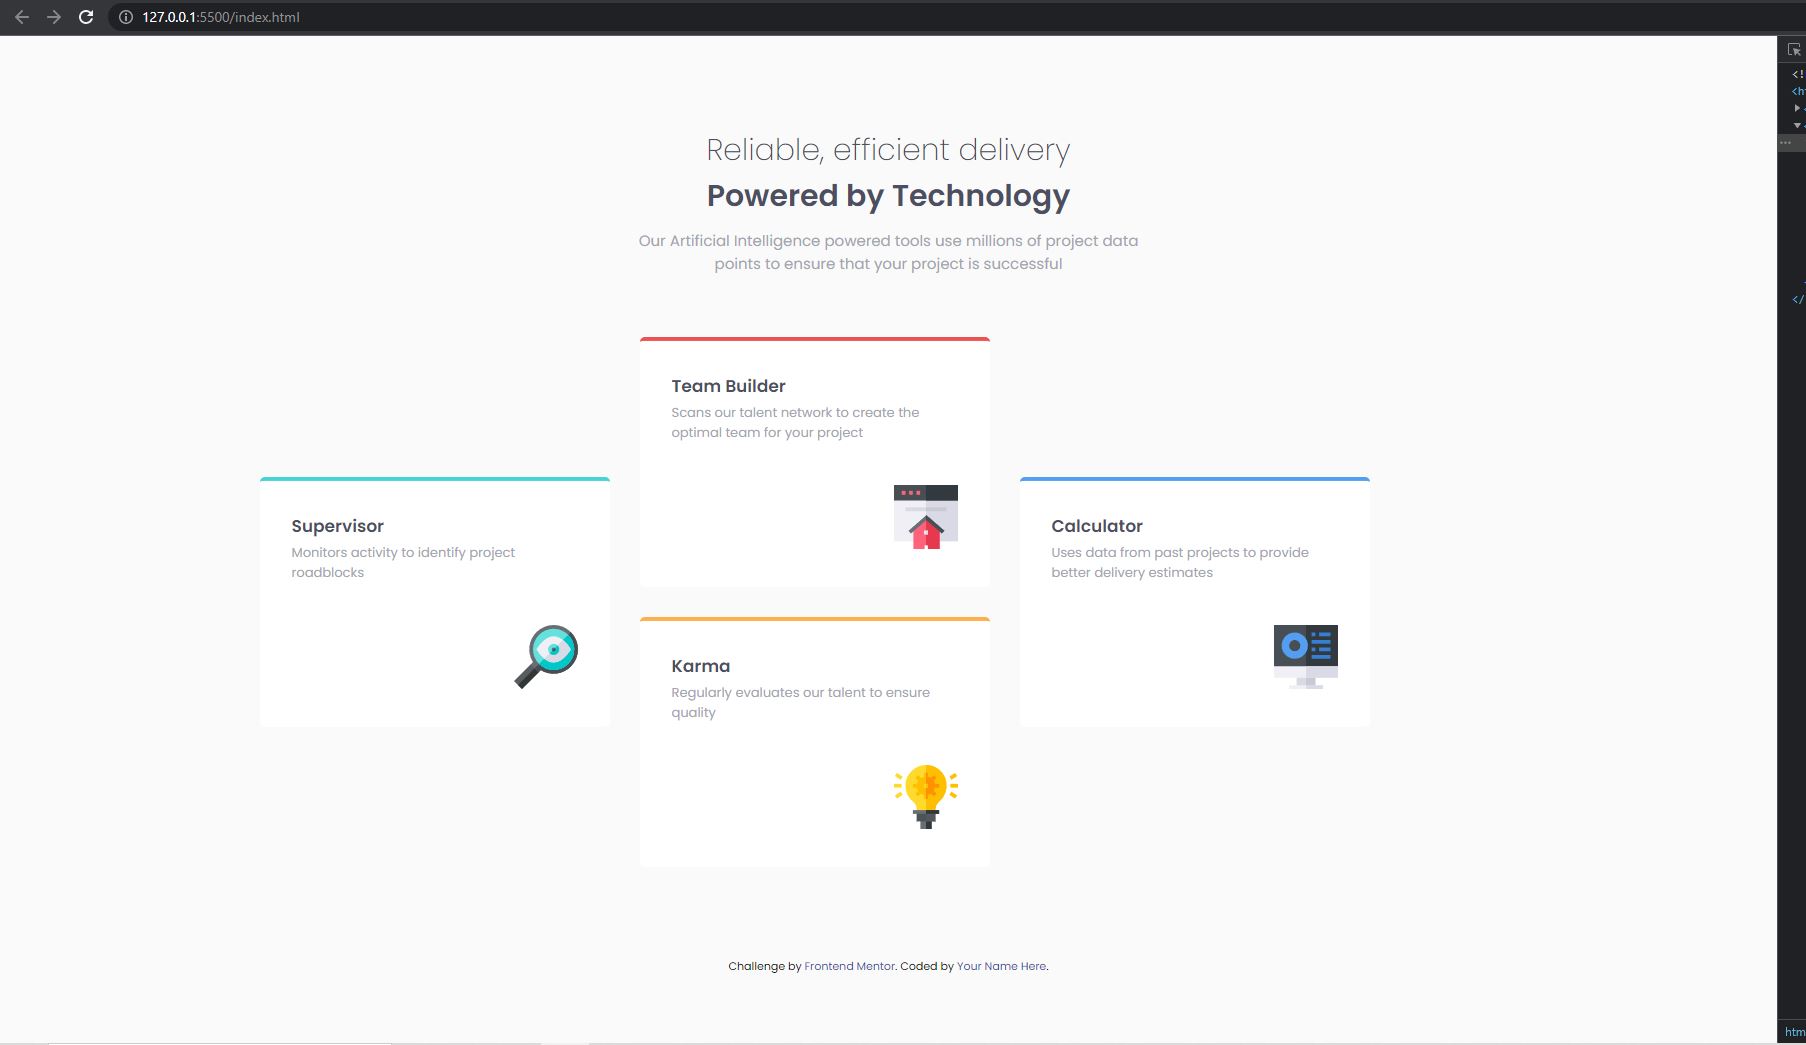 127.0.0.1:5500/index.html
<!
<ht
</
Reliable, efficient delivery
Powered by Technology
Our Artificial Intelligence powered tools use millions of project data
points to ensure that your project is successful
Team Builder
Scans our talent network to create the
optimal team for your project
Supervisor
Monitors activity to identify project
roadblocks
Calculator
Uses data from past projects to provide
better delivery estimates
Karma
Regularly evaluates our talent to ensure
quality
Challenge by Frontend Mentor. Coded by Your Name Here.
htm